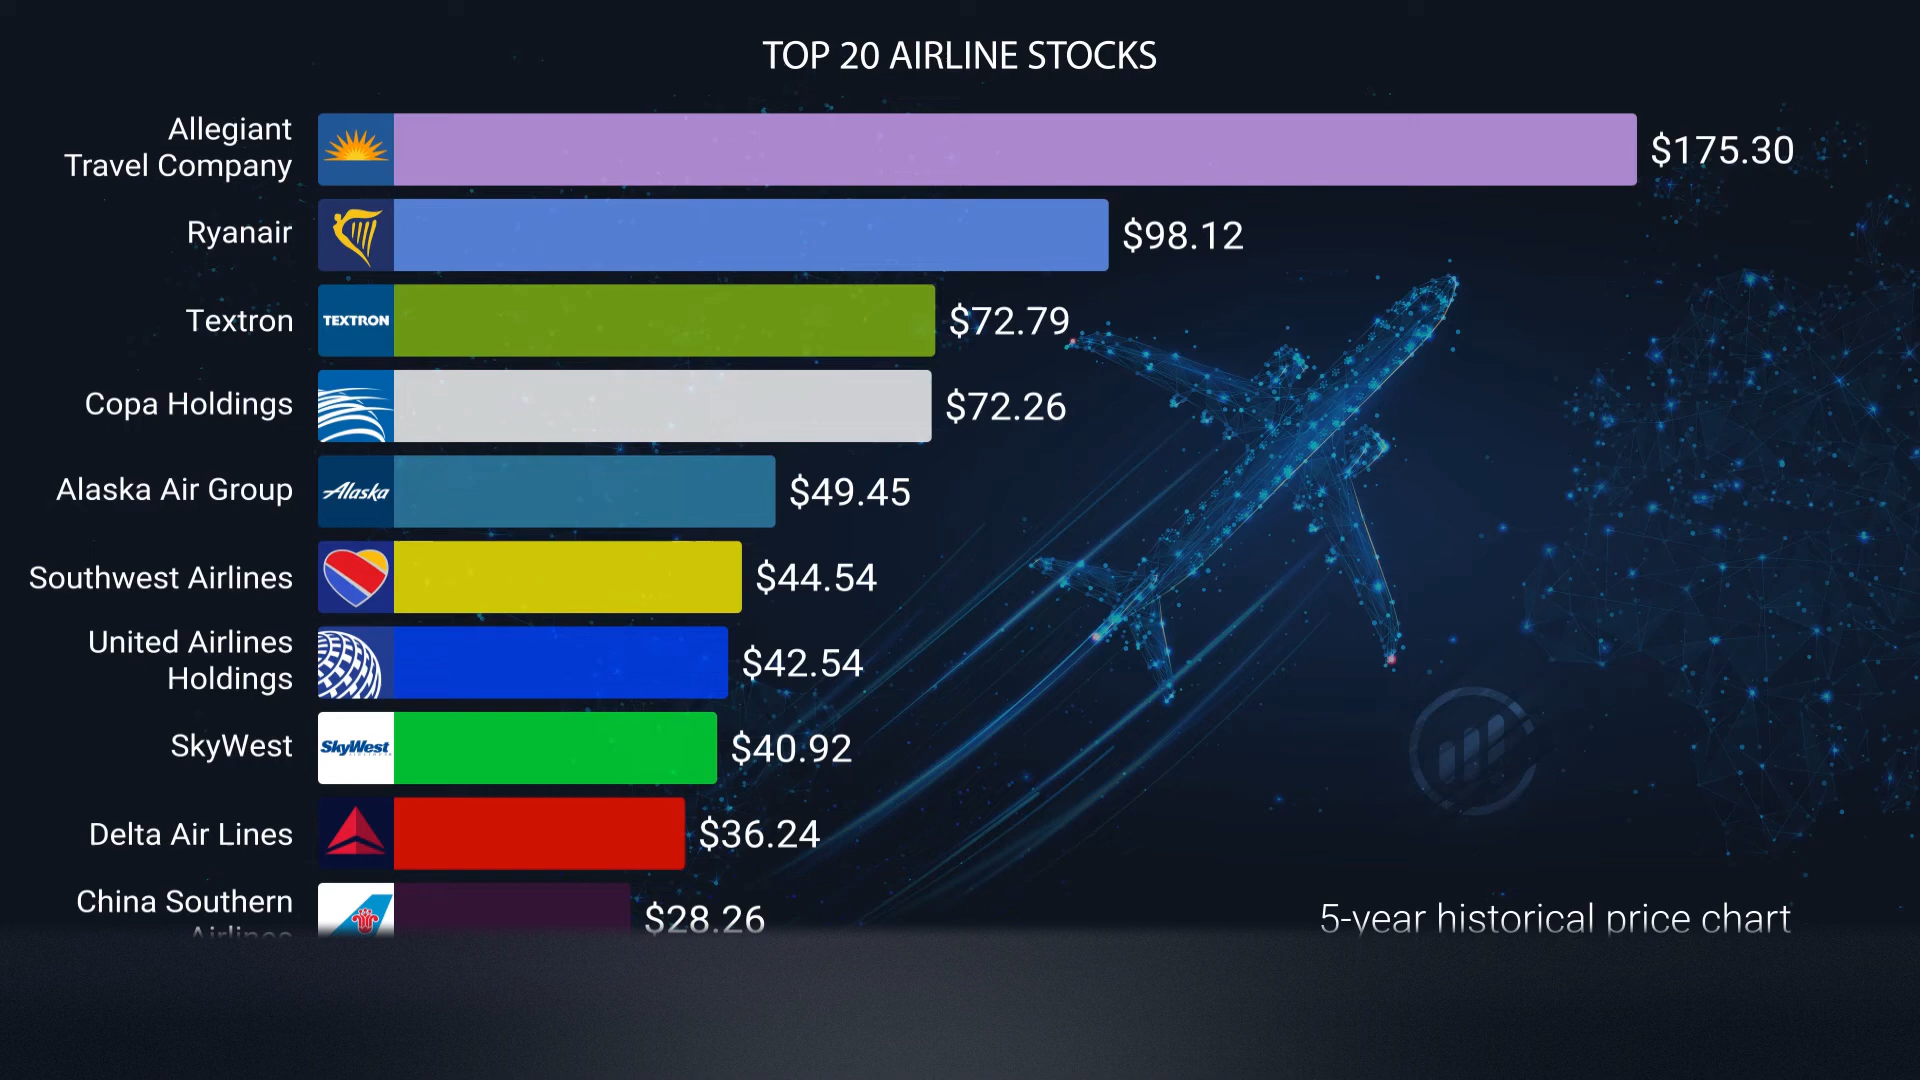 TOP 20 AIRLINE STOCKS
Allegiant
Travel Company
$175.30
Ryanair
$98.12
Textron
TEXTRON
$72.79
Copa Holdings
$72.26
Alaska Air Group
Alaska
$49.45
Southwest Airlines
$44.54
United Airlines
Holdings
$42.54
SkyWest
SkyWest
$40.92
Delta Air Lines
$36.24
China Southern
Airlines
$28.26
5-year historical price chart